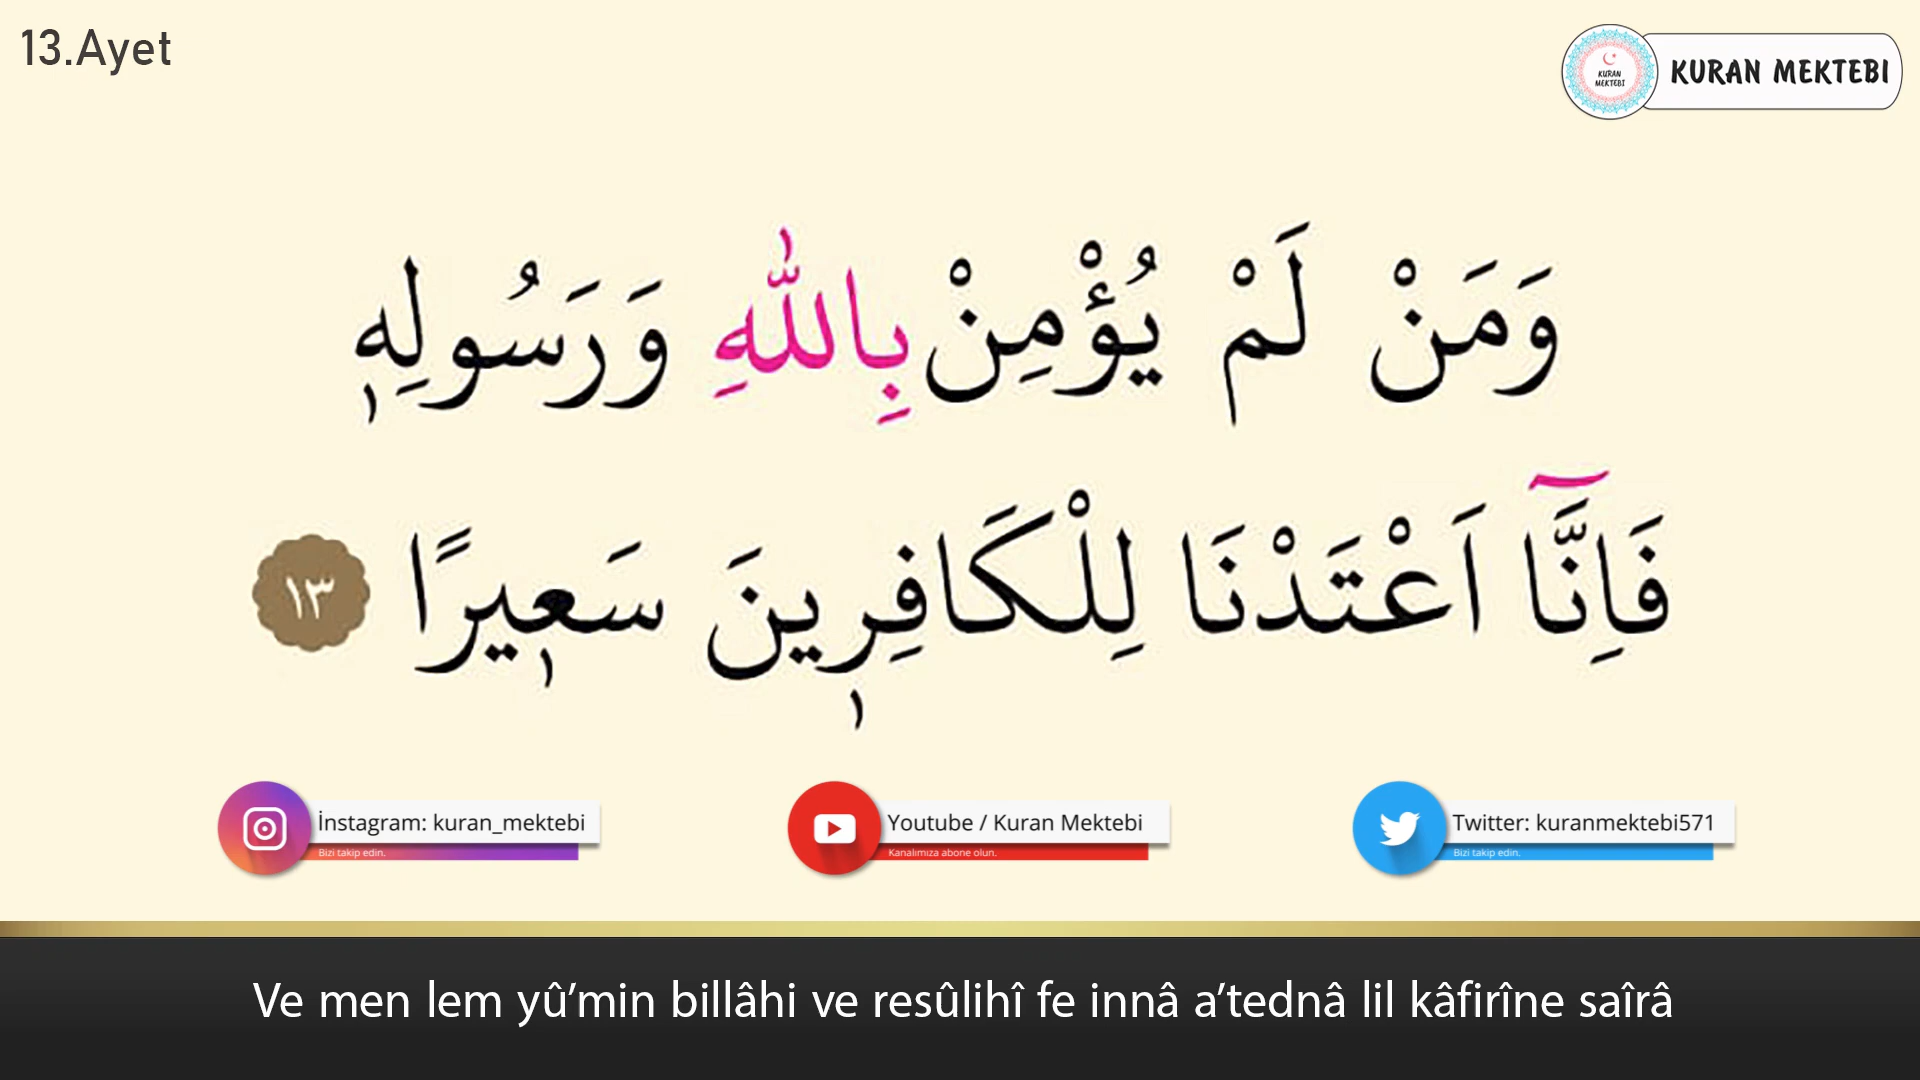 13.Ayet
KURAN MEKTEBI
KURAN
MEKTEBI
وَمَنْ لَمْ يُؤْمِنْ بِاللّٰهِ وَرَسُولِهٖ
فَاِنَّٓا اَعْتَدْنَا لِلْكَافِرٖينَ سَعٖيرًا ١٣
İnstagram: kuran_mektebi
Bizi takip edin.
Youtube / Kuran Mektebi
Kanalımıza abone olun.
Twitter: kuranmektebi571
Bizi takip edin.
Ve men lem yû’min billâhi ve resûlihî fe innâ a’tednâ lil kâfirîne saîrâ